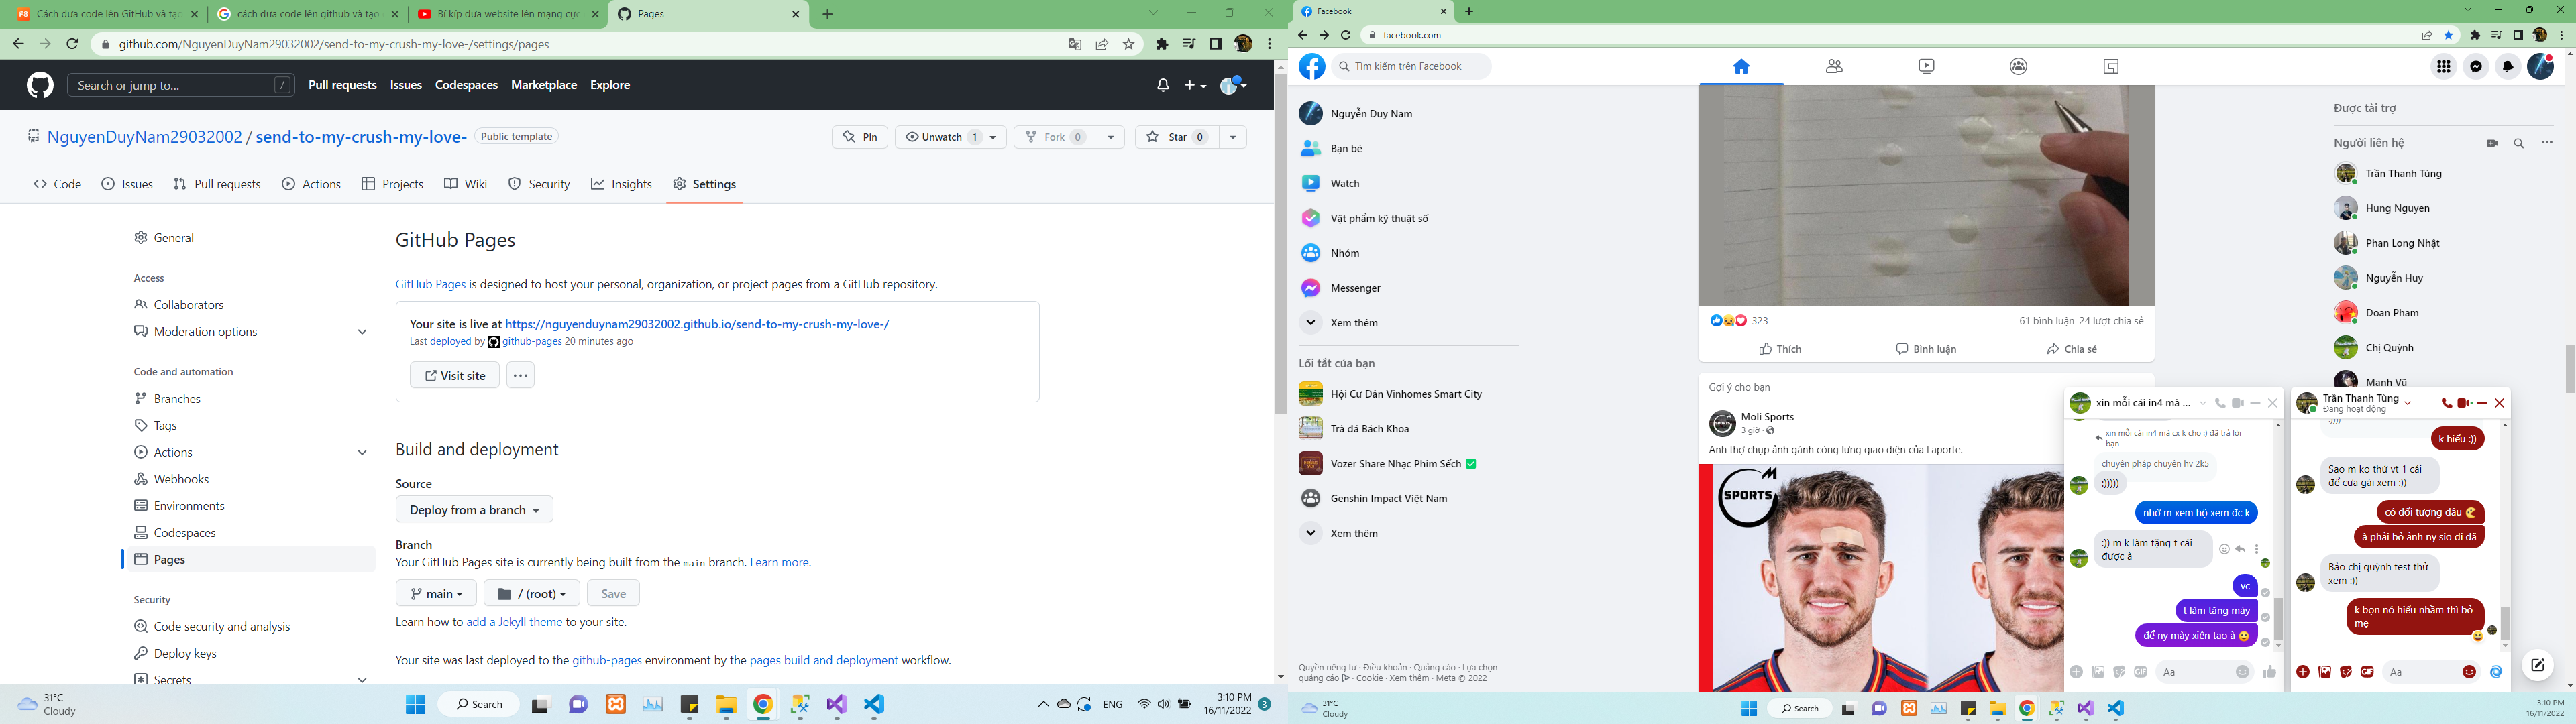 Cách đưa code lên GitHub và tạo
cách đưa code lên github và tạo
Bí kíp đưa website lên mạng cực
Pages
github.com/NguyenDuyNam29032002/send-to-my-crush-my-love-/settings/pages
Search or jump to...
/
Pull requests
Issues
Codespaces
Marketplace
Explore
NguyenDuyNam29032002 / send-to-my-crush-my-love-
Public template
Pin
Unwatch 1
Fork 0
Star 0
Code
Issues
Pull requests
Actions
Projects
Wiki
Security
Insights
Settings
General
Access
Collaborators
Moderation options
Code and automation
Branches
Tags
Actions
Webhooks
Environments
Codespaces
Pages
Security
Code security and analysis
Deploy keys
Secrets
GitHub Pages
GitHub Pages is designed to host your personal, organization, or project pages from a GitHub repository.
Your site is live at https://nguyenduynam29032002.github.io/send-to-my-crush-my-love-/
Last deployed by github-pages 20 minutes ago
Visit site
Build and deployment
Source
Deploy from a branch
Branch
Your GitHub Pages site is currently being built from the main branch. Learn more.
main
/ (root)
Save
Learn how to add a Jekyll theme to your site.
Your site was last deployed to the github-pages environment by the pages build and deployment workflow.
31°C
Cloudy
Search
ENG
3:10 PM
16/11/2022
3
Facebook
facebook.com
Tìm kiếm trên Facebook
Nguyễn Duy Nam
Bạn bè
Watch
Vật phẩm kỹ thuật số
Nhóm
Messenger
Xem thêm
Lối tắt của bạn
Hội Cư Dân Vinhomes Smart City
Trà đá Bách Khoa
Vozer Share Nhạc Phim Sếch ✅
Genshin Impact Việt Nam
Xem thêm
Quyền riêng tư · Điều khoản · Quảng cáo · Lựa chọn
quảng cáo · Cookie · Xem thêm · Meta © 2022
323
61 bình luận 24 lượt chia sẻ
Thích
Bình luận
Chia sẻ
Gợi ý cho bạn
Moli Sports
3 giờ ·
Anh thợ chụp ảnh gánh còng lưng giao diện của Laporte.
SPORTS
Được tài trợ
Người liên hệ
Trần Thanh Tùng
Hung Nguyen
Phan Long Nhật
Nguyễn Huy
Doan Pham
Chị Quỳnh
Manh Vũ
xin mỗi cái in4 mà ...
xin mỗi cái in4 mà cx k cho :) đã trả lời
bạn
chuyên pháp chuyên hv 2k5
:)))))
nhờ m xem hộ xem đc k
:)) m k làm tặng t cái
được à
vc
t làm tặng mày
để ny mày xiên tao à 😀
Aa
Trần Thanh Tùng
Đang hoạt động
:))))
k hiểu :))
Sao m ko thử vt 1 cái
để cưa gái xem :))
có đối tượng đâu
à phải bỏ ảnh ny sio đi đã
Bảo chị quỳnh test thử
xem :))
k bọn nó hiểu nhầm thì bỏ
mẹ
Aa
31°C
Cloudy
Search
3:10 PM
16/11/2022